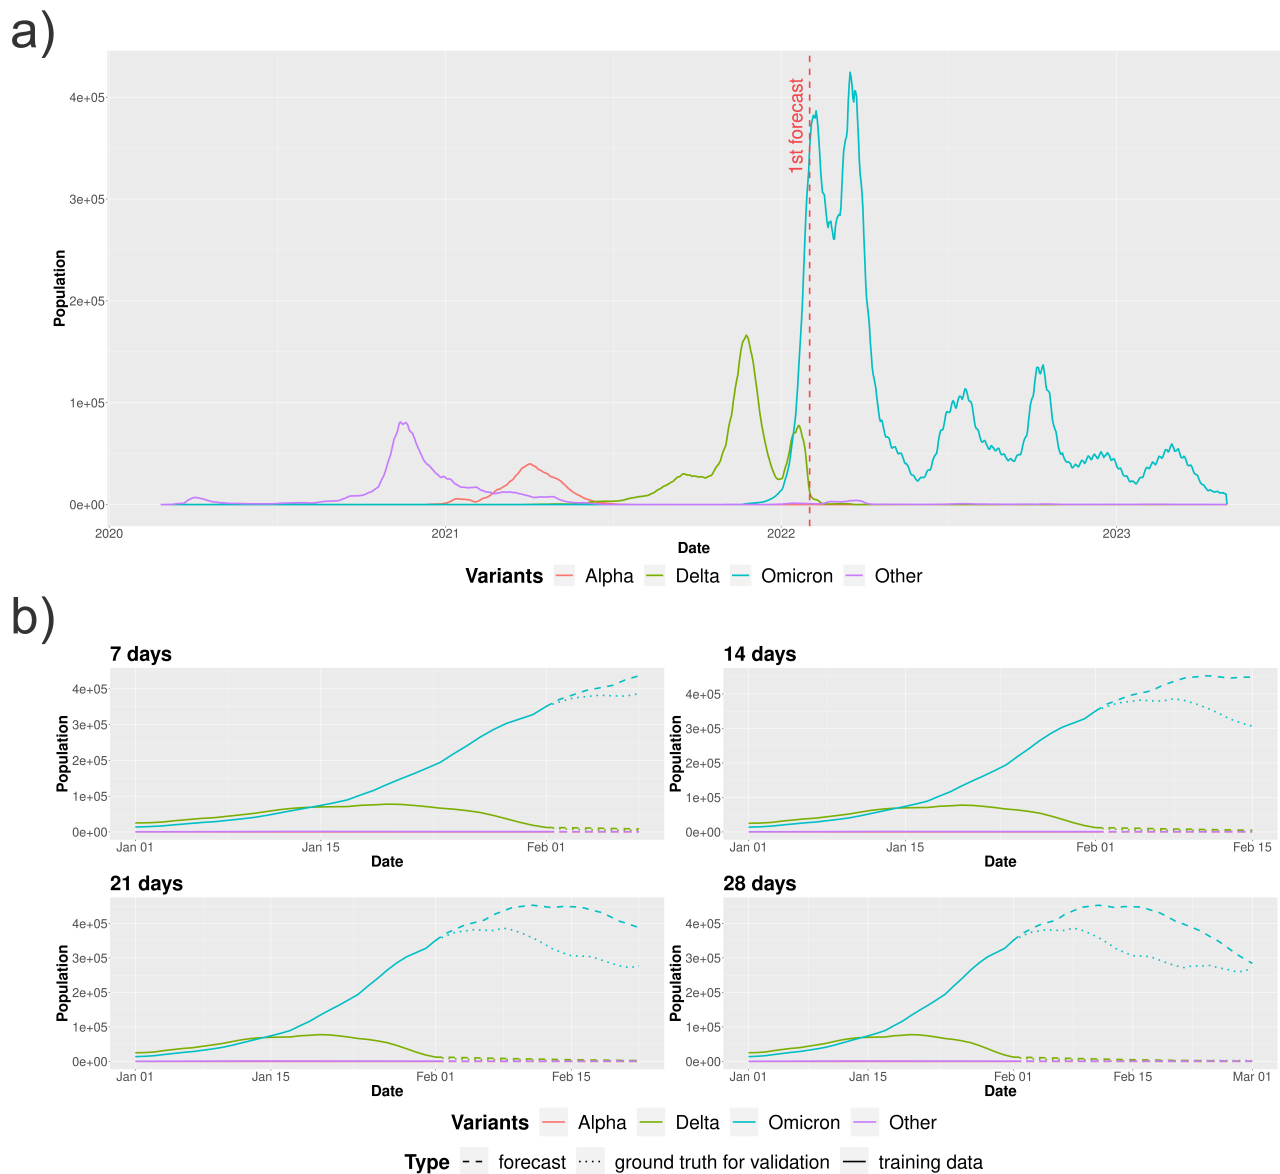 a)
4e+05
3e+05
2e+05
1e+05
0e+00
Population
1st forecast
2020 2021 2022 2023
Date
Variants Alpha Delta Omicron Other
b)
7 days
4e+05
3e+05
2e+05
1e+05
0e+00
Population
Jan 01 Jan 15 Feb 01
Date
14 days
4e+05
3e+05
2e+05
1e+05
0e+00
Population
Jan 01 Jan 15 Feb 01 Feb 15
Date
21 days
4e+05
3e+05
2e+05
1e+05
0e+00
Population
Jan 01 Jan 15 Feb 01 Feb 15
Date
28 days
4e+05
3e+05
2e+05
1e+05
0e+00
Population
Jan 01 Jan 15 Feb 01 Feb 15 Mar 01
Date
Variants Alpha Delta Omicron Other
Type forecast ground truth for validation training data